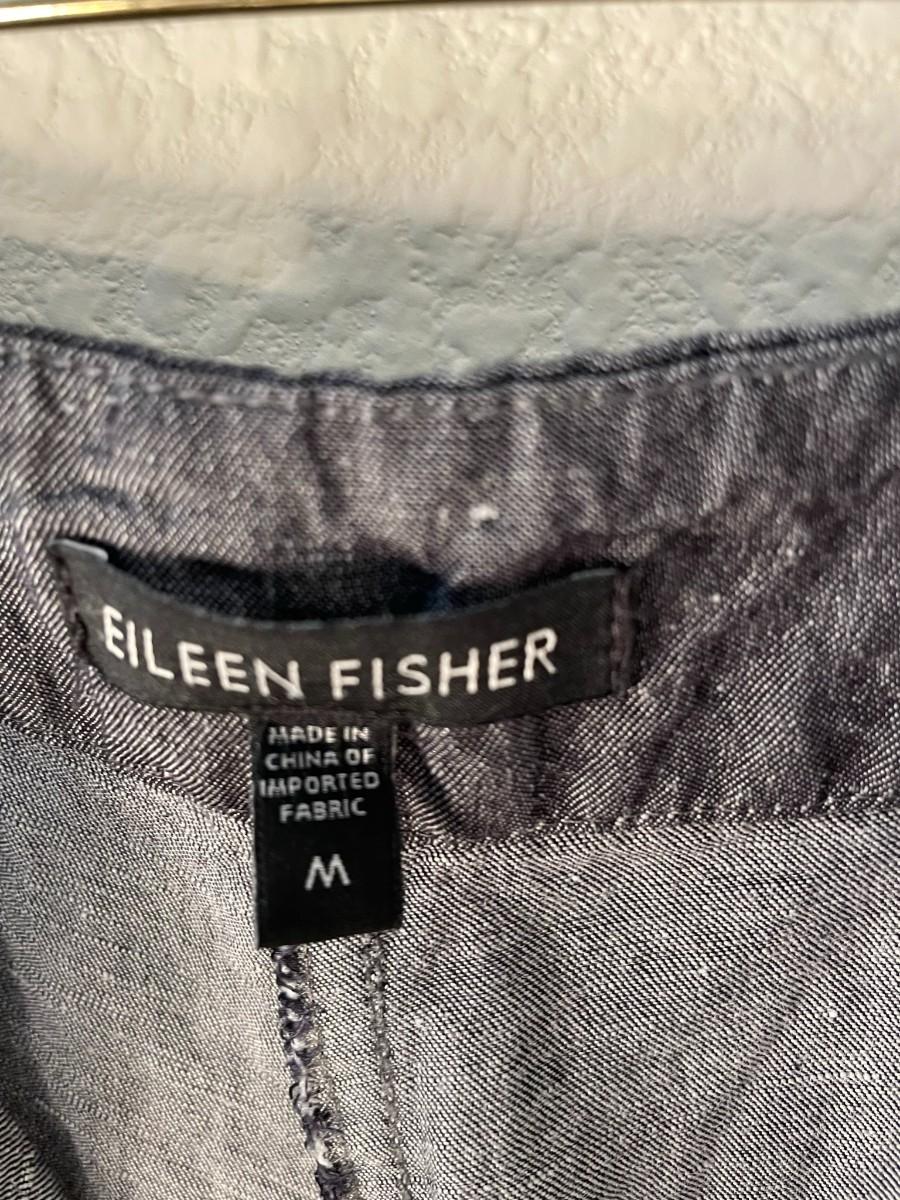 EILEEN FISHER
MADE IN
CHINA OF
IMPORTED
FABRIC
M